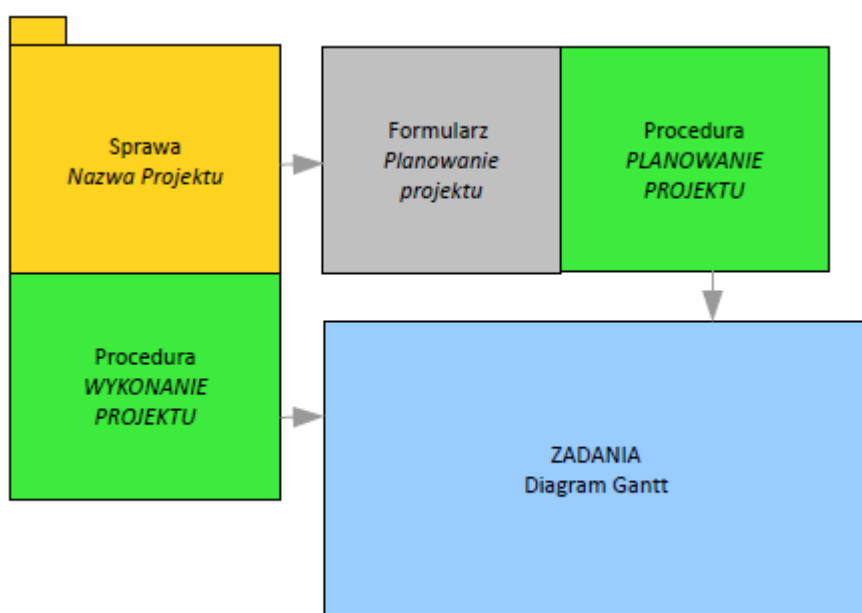 Sprawa
Nazwa Projektu
Formularz
Planowanie
projektu
Procedura
PLANOWANIE
PROJEKTU
Procedura
WYKONANIE
PROJEKTU
ZADANIA
Diagram Gantt